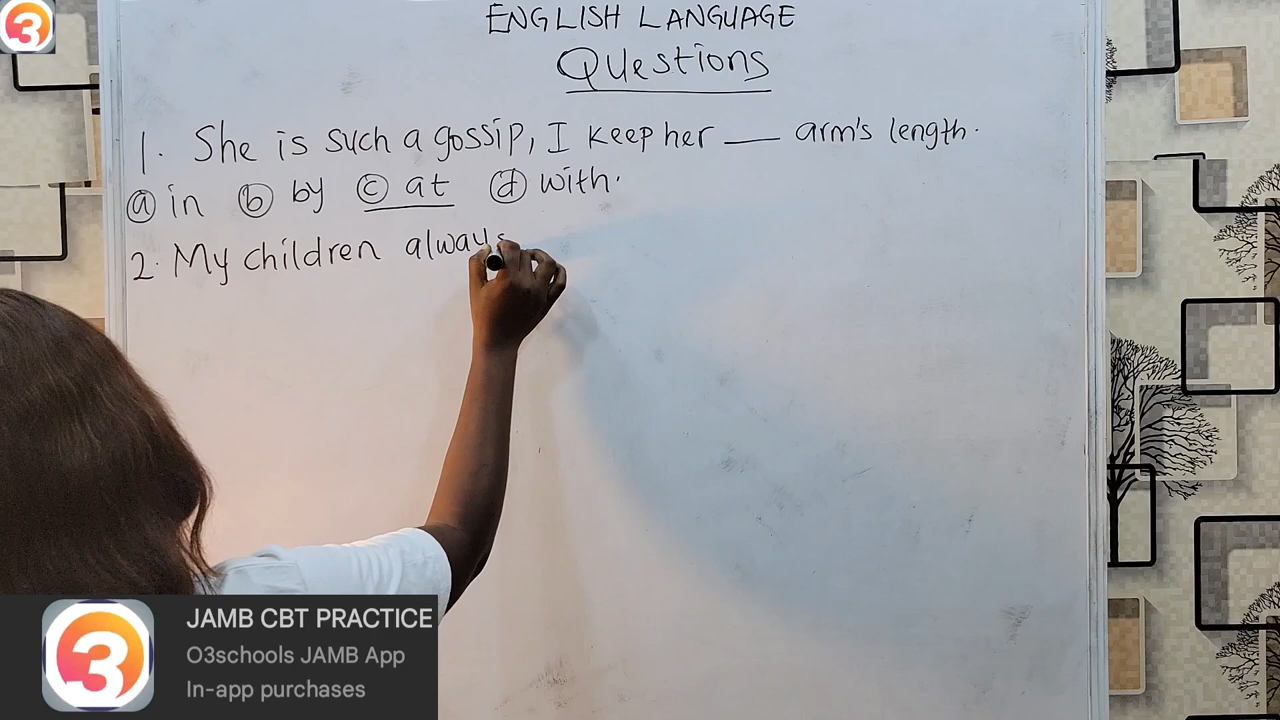 ENGLISH LANGUAGE
Questions
1. She is such a gossip, I keep her ___ arm's length.
(a) in (b) by (c) at (d) with.
2. My children always
3
JAMB CBT PRACTICE
O3schools JAMB App
In-app purchases
3